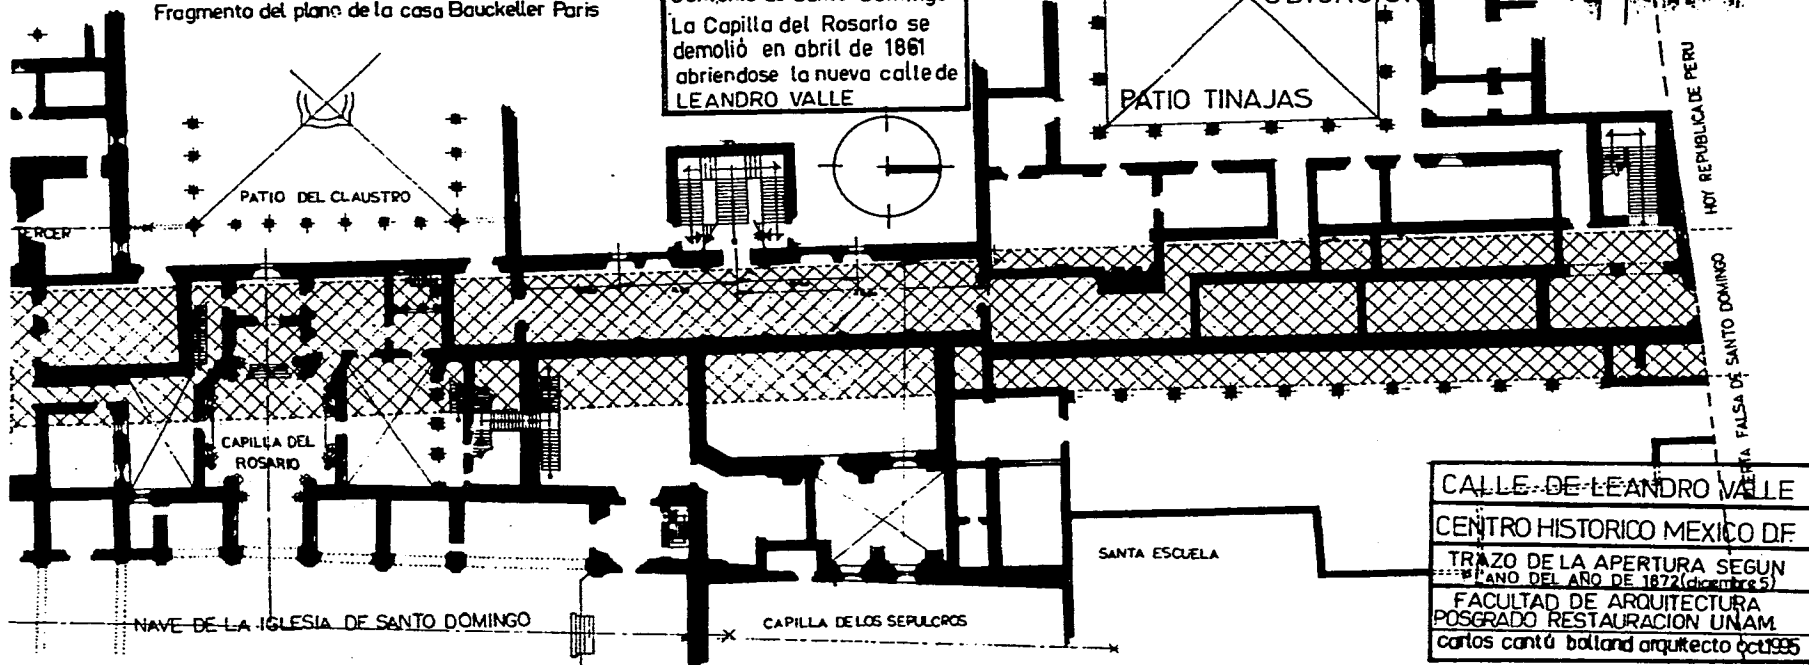 Fragmento del plano de la casa Bauckeller Paris
La Capilla del Rosario se
demolió en abril de 1861
abriendose la nueva calle de
LEANDRO VALLE
PATIO TINAJAS
HOY REPUBLICA DE PERU
PATIO DEL CLAUSTRO
TERCER
FALSA DE SANTO DOMINGO
CAPILLA DEL
ROSARIO
SANTA ESCUELA
NAVE DE LA IGLESIA DE SANTO DOMINGO
CAPILLA DE LOS SEPULCROS
CALLE DE LEANDRO VALLE
CENTRO HISTORICO MEXICO D.F.
TRAZO DE LA APERTURA SEGUN
ANO DEL AÑO DE 1872 (diciembre 5)
FACULTAD DE ARQUITECTURA
POSGRADO RESTAURACION UNAM
carlos cantú bolland arquitecto oct1995